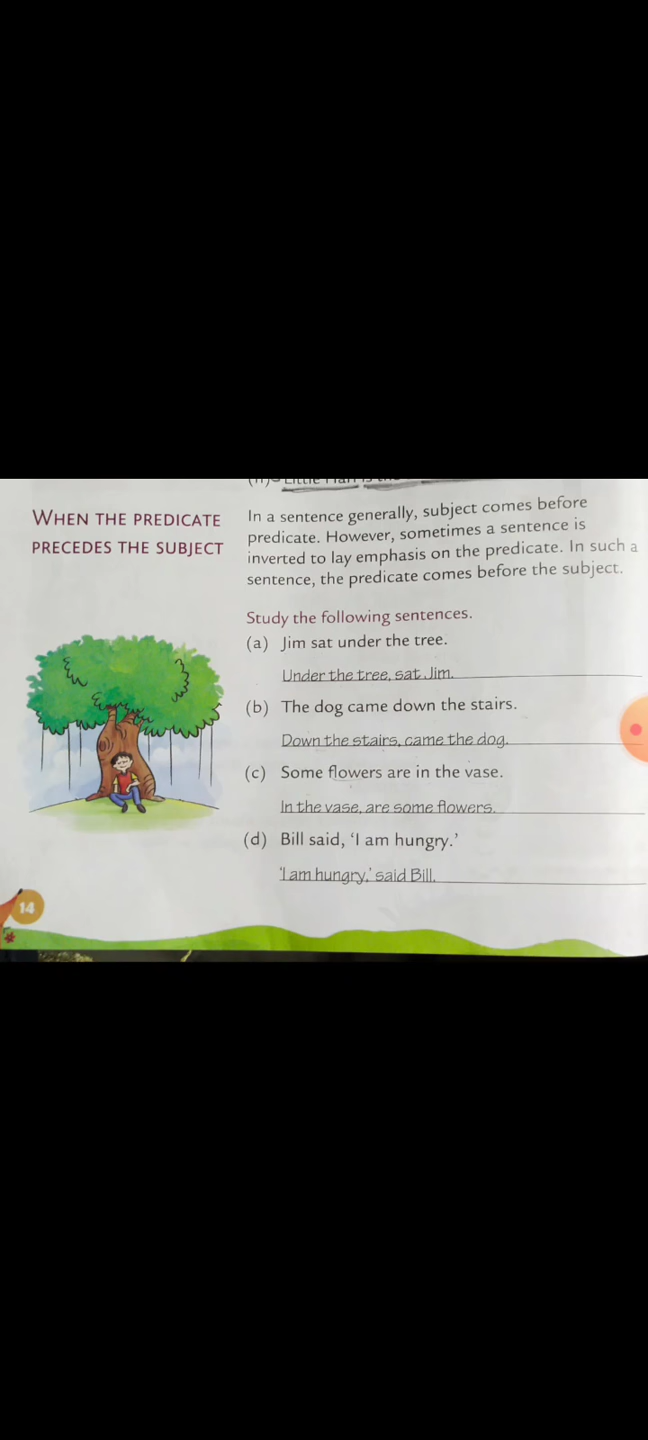 Little Hari is the
WHEN THE PREDICATE
PRECEDES THE SUBJECT
In a sentence generally, subject comes before
predicate. However, sometimes a sentence is
inverted to lay emphasis on the predicate. In such a
sentence, the predicate comes before the subject.
Study the following sentences.
(a) Jim sat under the tree.
Under the tree, sat Jim.
(b) The dog came down the stairs.
Down the stairs, came the dog.
(c) Some flowers are in the vase.
In the vase, are some flowers.
(d) Bill said, ‘I am hungry.’
‘I am hungry,’ said Bill.
14